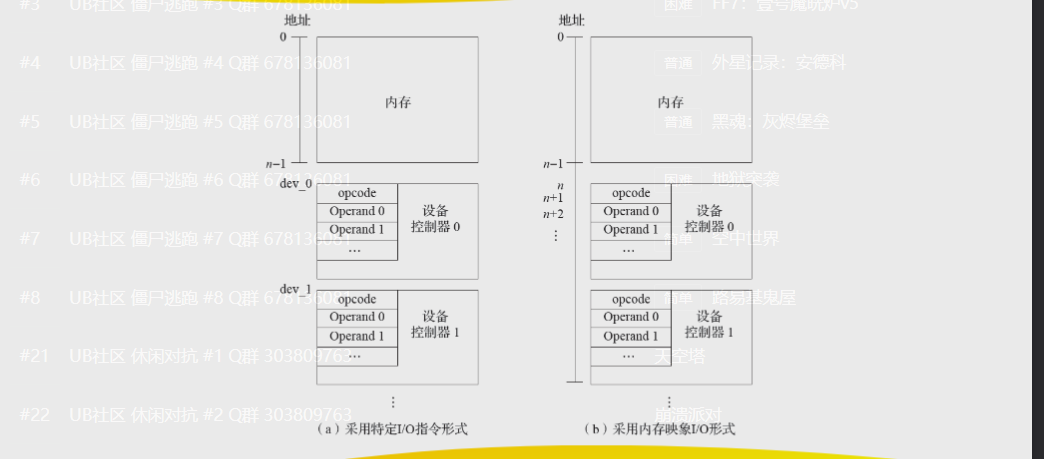 #3 UB社区 僵尸逃跑 #3 Q群 678136081 困难 FF7：壹号魔晄炉V5
地址 地址
0 0
#4 UB社区 僵尸逃跑 #4 Q群 678136081 普通 外星记录：安德科
内存 内存
#5 UB社区 僵尸逃跑 #5 Q群 678136081 普通 黑魂：灰烬堡垒
n−1 n−1
#6 UB社区 僵尸逃跑 #6 Q群 678136081 困难 地狱突袭
dev_0 n
opcode n+1 opcode
Operand 0 设备 n+2 Operand 0 设备
Operand 1 控制器 0 Operand 1 控制器 0
#7 UB社区 僵尸逃跑 #7 Q群 678136081 ⋮ 简单 空中世界
… …
dev_1
#8 UB社区 僵尸逃跑 #8 Q群 678136081 简单 路易基鬼屋
opcode opcode
Operand 0 设备 Operand 0 设备
Operand 1 控制器 1 Operand 1 控制器 1
… …
#21 UB社区 休闲对抗 #1 Q群 303809763 天空塔
⋮ ⋮
#22 UB社区 休闲对抗 #2 Q群 303809763 崩溃派对
（a）采用特定I/O指令形式 （b）采用内存映象I/O形式